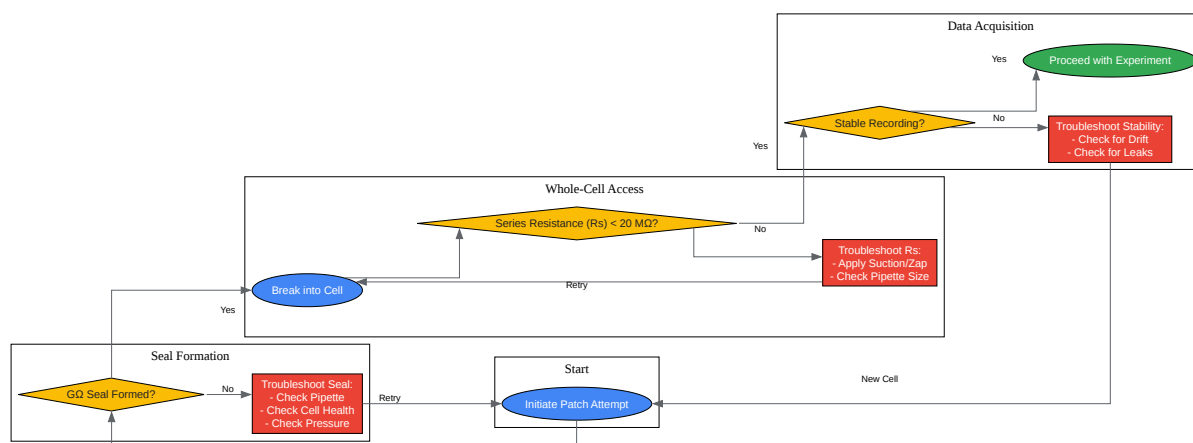 Data Acquisition
Yes
Proceed with Experiment
Stable Recording?
No
Troubleshoot Stability:
- Check for Drift
- Check for Leaks
Yes
Whole-Cell Access
Series Resistance (Rs) < 20 MΩ?
No
Troubleshoot Rs:
- Apply Suction/Zap
- Check Pipette Size
Break into Cell
Retry
Yes
Seal Formation
GΩ Seal Formed?
No
Troubleshoot Seal:
- Check Pipette
- Check Cell Health
- Check Pressure
Retry
Start
Initiate Patch Attempt
New Cell